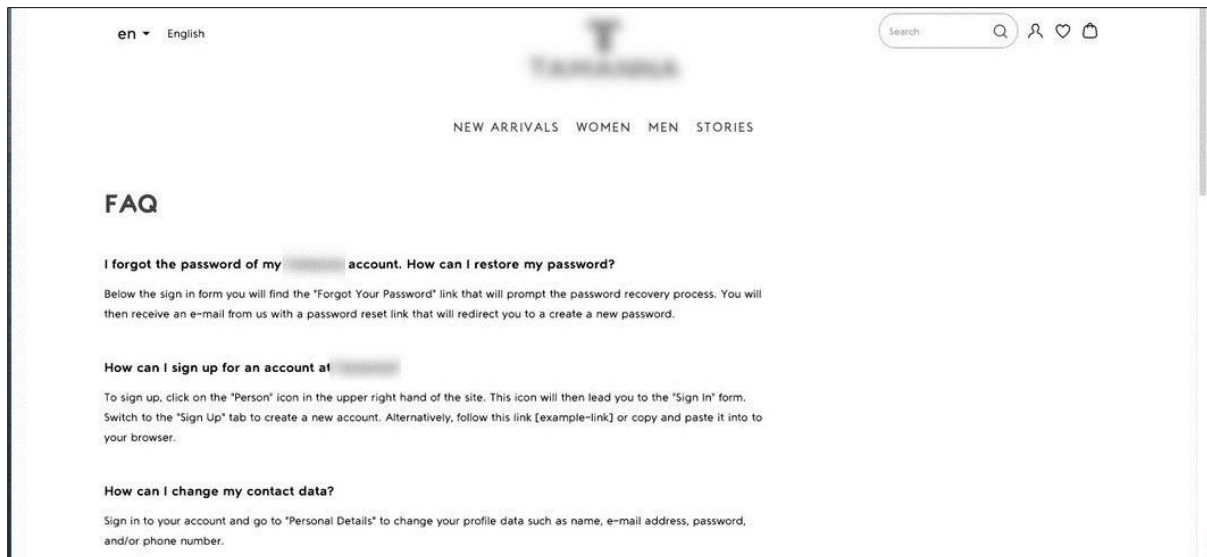 en English
Search
NEW ARRIVALS WOMEN MEN STORIES
FAQ
I forgot the password of my account. How can I restore my password?
Below the sign in form you will find the "Forgot Your Password" link that will prompt the password recovery process. You will
then receive an e-mail from us with a password reset link that will redirect you to a create a new password.
How can I sign up for an account at
To sign up, click on the "Person" icon in the upper right hand of the site. This icon will then lead you to the "Sign In" form.
Switch to the "Sign Up" tab to create a new account. Alternatively, follow this link [example-link] or copy and paste it into to
your browser.
How can I change my contact data?
Sign in to your account and go to "Personal Details" to change your profile data such as name, e-mail address, password,
and/or phone number.